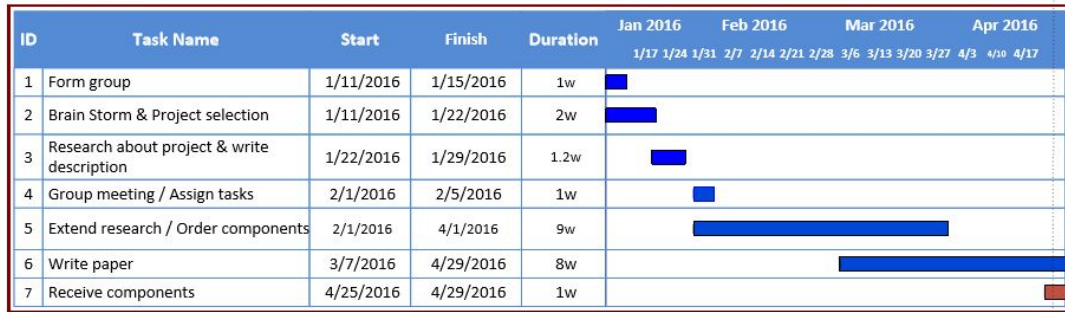 ID Task Name Start Finish Duration Jan 2016 Feb 2016 Mar 2016 Apr 2016
1/17 1/24 1/31 2/7 2/14 2/21 2/28 3/6 3/13 3/20 3/27 4/3 4/10 4/17
1 Form group 1/11/2016 1/15/2016 1w
2 Brain Storm & Project selection 1/11/2016 1/22/2016 2w
3 Research about project & write
description 1/22/2016 1/29/2016 1.2w
4 Group meeting / Assign tasks 2/1/2016 2/5/2016 1w
5 Extend research / Order components 2/1/2016 4/1/2016 9w
6 Write paper 3/7/2016 4/29/2016 8w
7 Receive components 4/25/2016 4/29/2016 1w